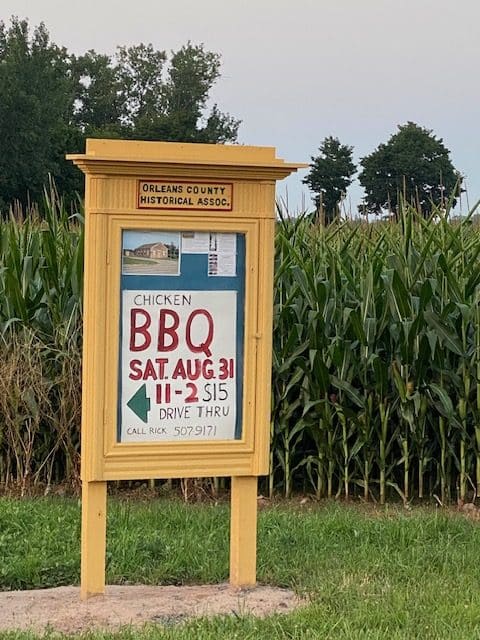 ORLEANS COUNTY
HISTORICAL ASSOC.
CHICKEN
BBQ
SAT. AUG. 31
11-2 $15
DRIVE THRU
CALL RICK 507-9171